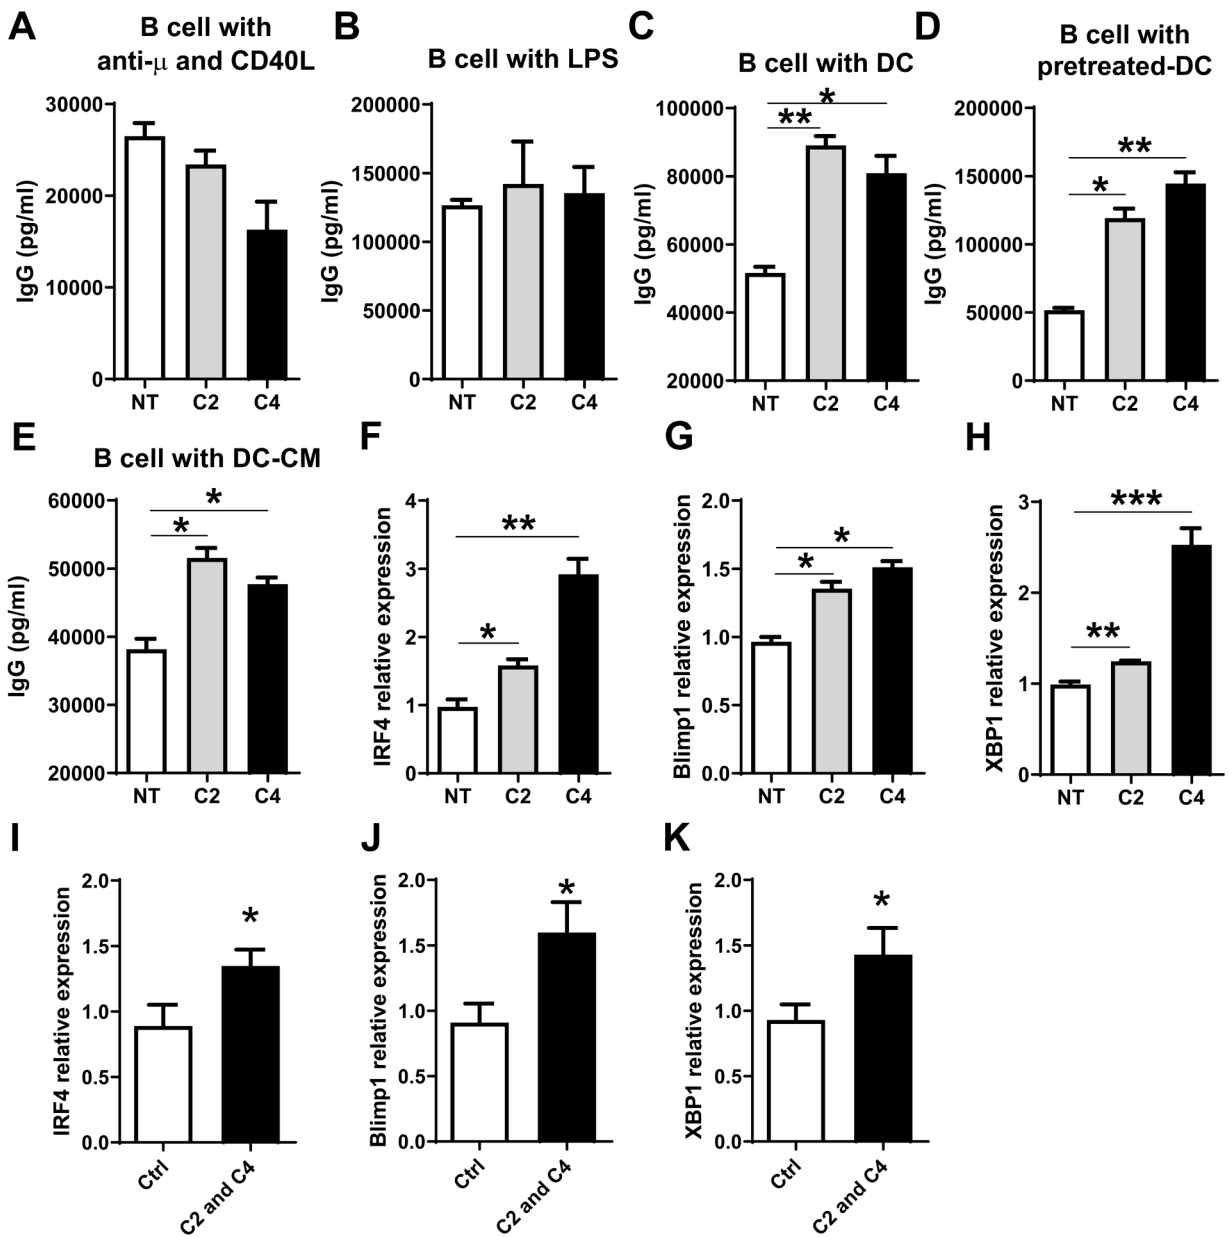 A
B cell with
anti-μ and CD40L
IgG (pg/ml)
30000
20000
10000
0
NT C2 C4
B
B cell with LPS
IgG (pg/ml)
200000
150000
100000
50000
0
NT C2 C4
C
B cell with DC
IgG (pg/ml)
100000
80000
60000
40000
20000
*
**
NT C2 C4
D
B cell with
pretreated-DC
IgG (pg/ml)
200000
150000
100000
50000
0
**
*
NT C2 C4
E
B cell with DC-CM
IgG (pg/ml)
60000
50000
40000
30000
20000
*
*
NT C2 C4
F
IRF4 relative expression
4
3
2
1
0
**
*
NT C2 C4
G
Blimp1 relative expression
2.0
1.5
1.0
0.5
0.0
*
*
NT C2 C4
H
XBP1 relative expression
3
2
1
0
***
**
NT C2 C4
I
IRF4 relative expression
2.0
1.5
1.0
0.5
0.0
*
Ctrl
C2 and C4
J
Blimp1 relative expression
2.0
1.5
1.0
0.5
0.0
*
Ctrl
C2 and C4
K
XBP1 relative expression
2.0
1.5
1.0
0.5
0.0
*
Ctrl
C2 and C4